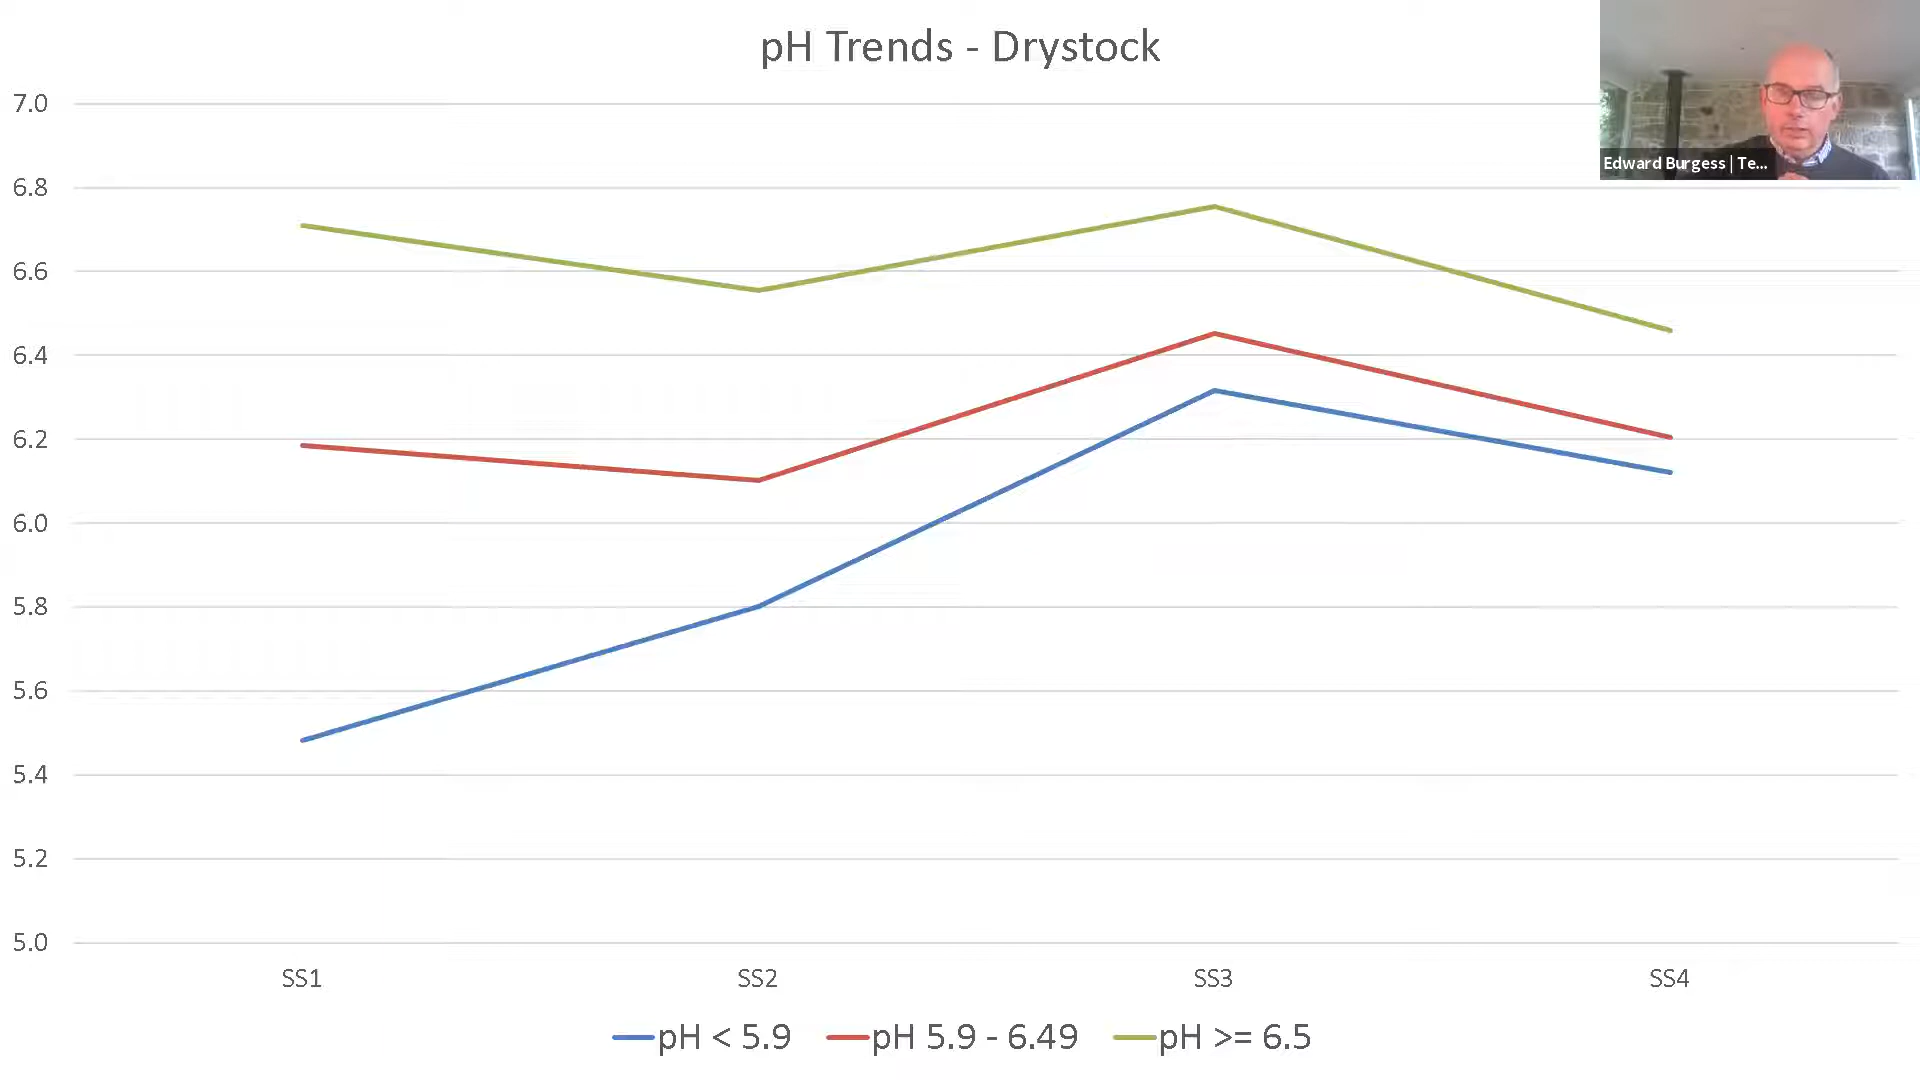 pH Trends - Drystock
Edward Burgess | Te...
7.0
6.8
6.6
6.4
6.2
6.0
5.8
5.6
5.4
5.2
5.0
SS1 SS2 SS3 SS4
pH < 5.9 pH 5.9 - 6.49 pH >= 6.5